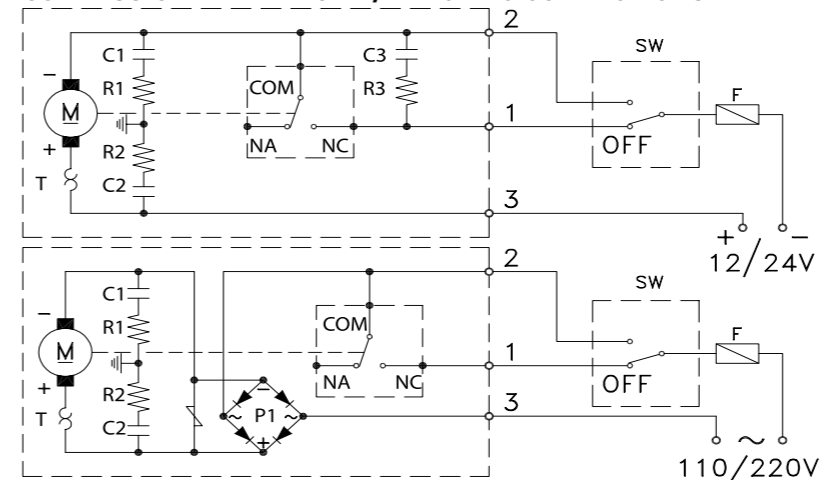 2
SW
C1
C3
COM
R1
R3
F
M
1
NA
NC
OFF
R2
T
C2
3
+ −
12/24V
2
SW
C1
COM
R1
F
M
1
NA
NC
OFF
R2
3
T
P1
C2
110/220V